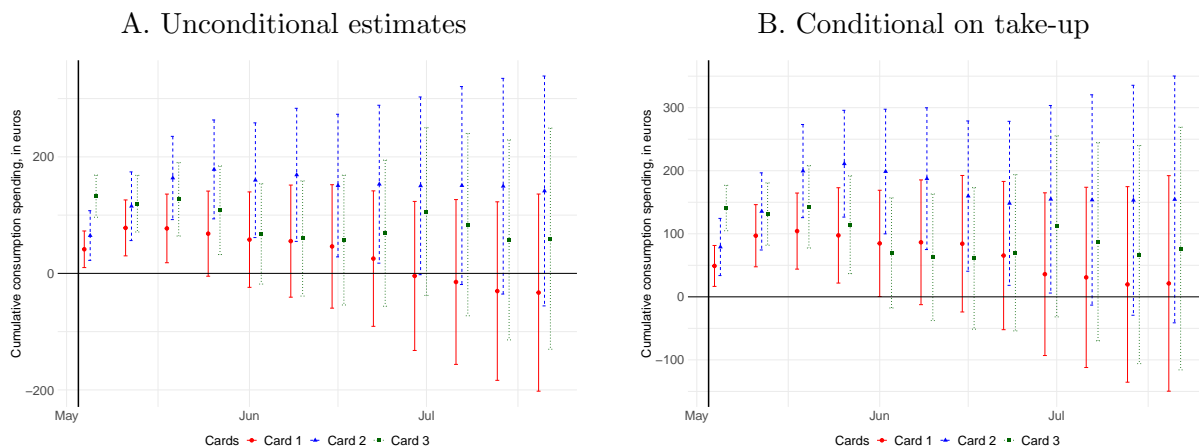 A. Unconditional estimates
Cumulative consumption spending, in euros
200
0
−200
May
Jun
Jul
Cards Card 1 Card 2 Card 3
B. Conditional on take-up
Cumulative consumption spending, in euros
300
200
100
0
−100
May
Jun
Jul
Cards Card 1 Card 2 Card 3